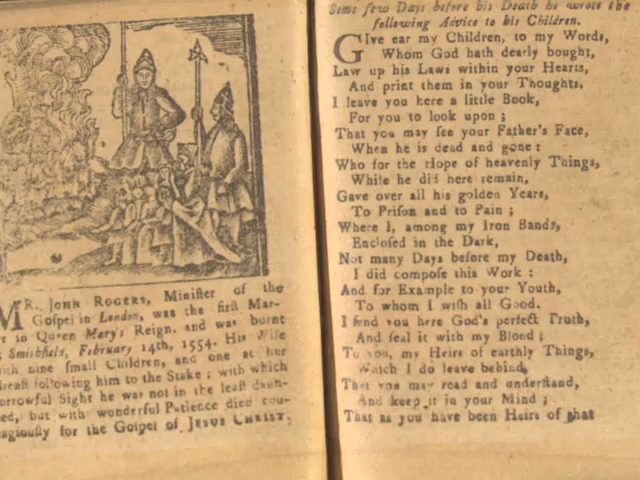 MR. JOHN ROGERS, Minister of the
Gospel in London, was the first Mar-
in Queen Mary's Reign, and was burnt
Smithfield, February 14th, 1554. His Wife
nine small Children, and one at her
following him to the Stake; with which
Sight he was not in the least daun-
ed, but with wonderful Patience died cou-
for the Gospel of JESUS CHRIST.
Some few Days before his Death he wrote the
following Advice to his Children.
GIve ear my Children, to my Words,
Whom God hath dearly bought,
Law up his Laws within your Hearts,
And print them in your Thoughts,
I leave you here a little Book,
For you to look upon;
That you may see your Father's Face,
When he is dead and gone:
Who for the Hope of heavenly Things,
While he did here remain,
Gave over all his golden Years,
To Prison and to Pain;
Where I, among my Iron Bands,
Enclosed in the Dark,
Not many Days before my Death,
I did compose this Work:
And for Example to your Youth,
To whom I wish all Good.
I send you here God's perfect Truth,
And seal it with my Blood;
To you, my Heirs of earthly Things,
Which I do leave behind,
That you may read and understand,
And keep it in your Mind;
That as you have been Heirs of that